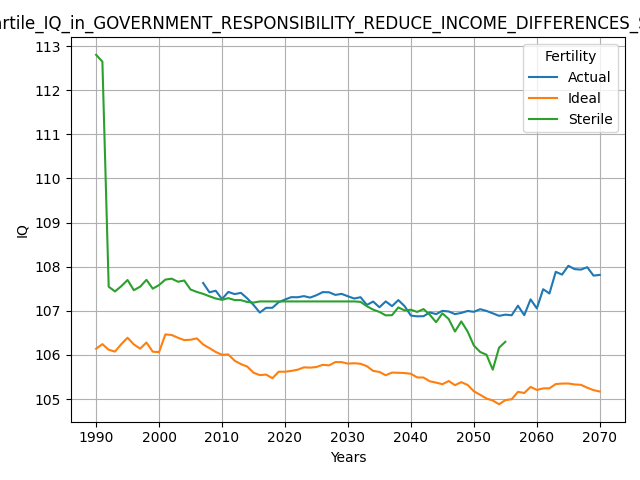 rtile_IQ_in_GOVERNMENT_RESPONSIBILITY_REDUCE_INCOME_DIFFERENCES_
Fertility
Actual
Ideal
Sterile
113
112
111
110
109
108
107
106
105
IQ
1990 2000 2010 2020 2030 2040 2050 2060 2070
Years